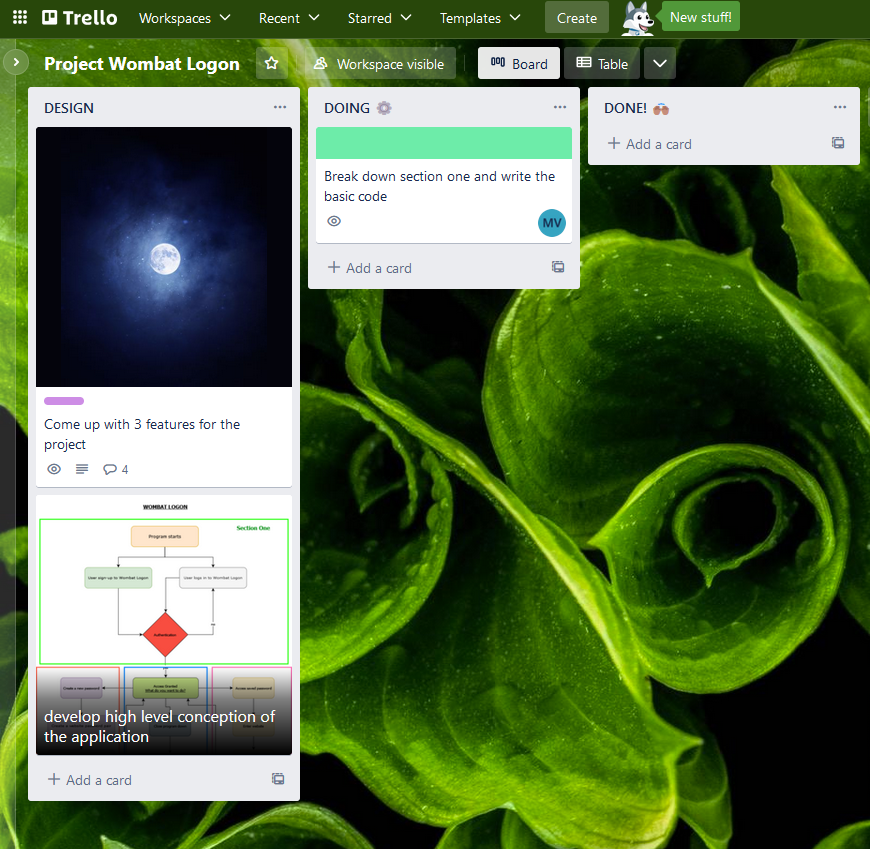 Trello
Workspaces
Recent
Starred
Templates
Create
New stuff!
Project Wombat Logon
Workspace visible
Board
Table
DESIGN
Come up with 3 features for the
project
4
WOMBAT LOGON
Section One
Program starts
User sign up to Wombat Logon
User logs in to Wombat Logon
Authentication
Create a new password
Access Granted
What do you want to do?
Access saved password
develop high level conception of
the application
Add a card
DOING
Break down section one and write the
basic code
MV
Add a card
DONE!
Add a card